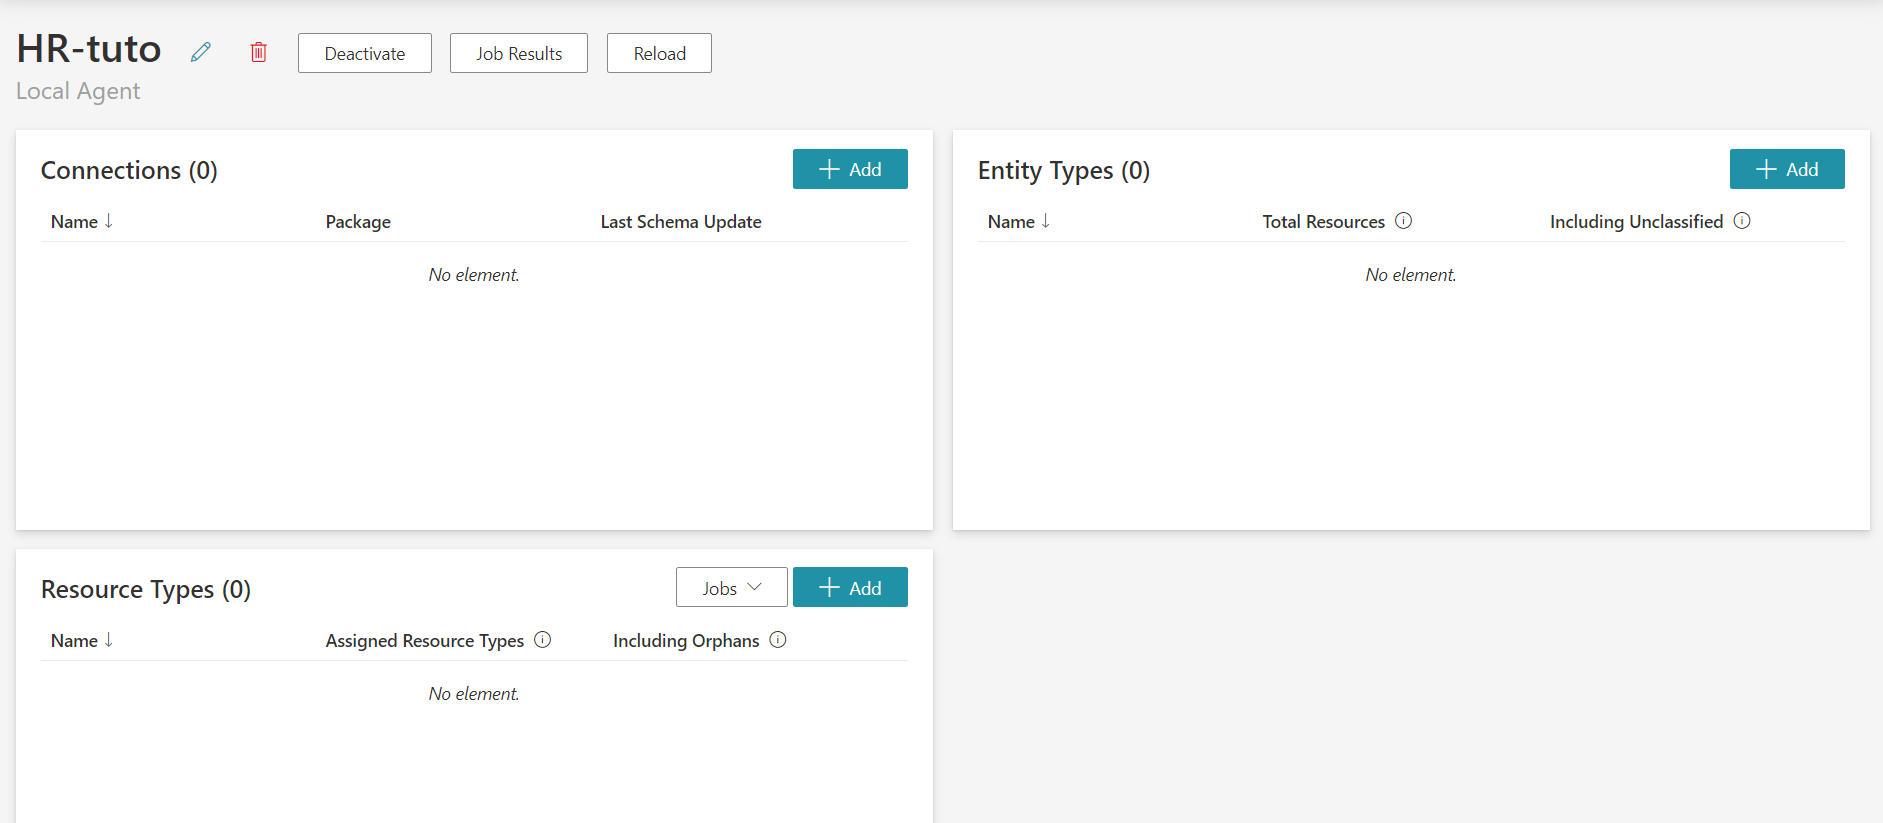 HR-tuto
Deactivate
Job Results
Reload
Local Agent
Connections (0)
Add
Name
Package
Last Schema Update
No element.
Entity Types (0)
Add
Name
Total Resources
Including Unclassified
No element.
Resource Types (0)
Jobs
Add
Name
Assigned Resource Types
Including Orphans
No element.